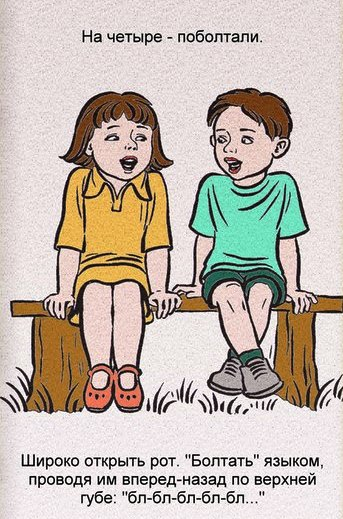 На четыре - поболтали.
Широко открыть рот. "Болтать" языком,
проводя им вперед-назад по верхней
губе: "бл-бл-бл-бл-бл..."